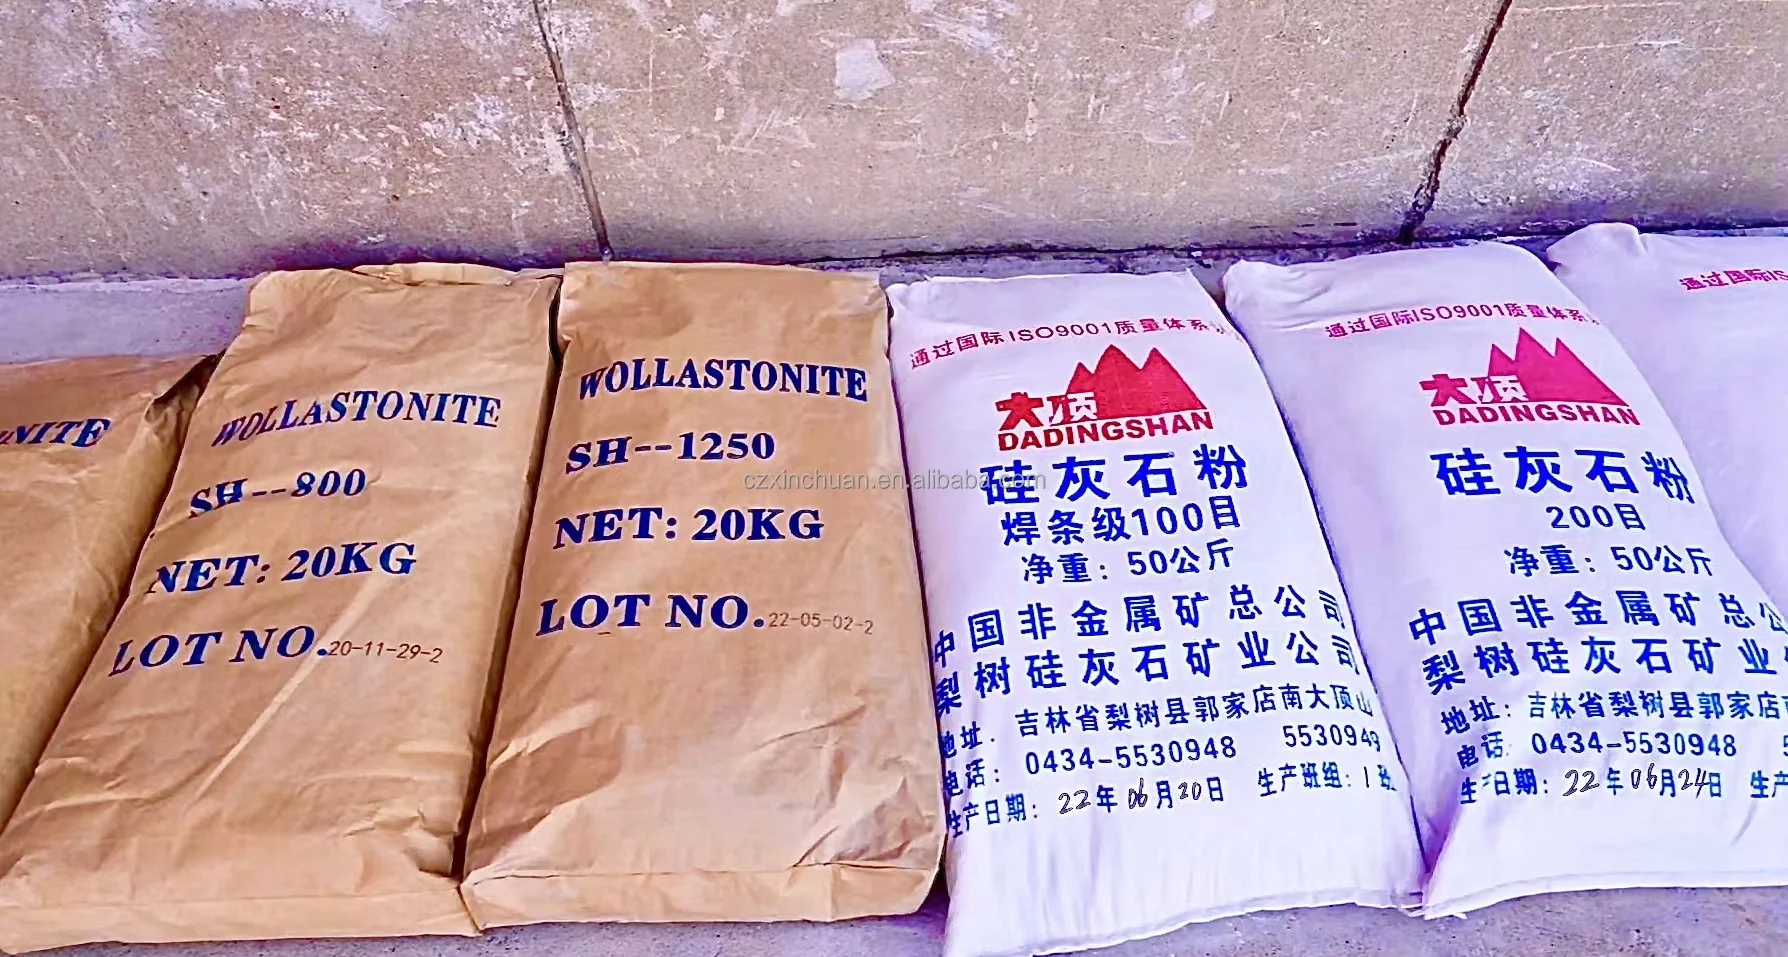 NITE
WOLLASTONITE
SH--800
NET: 20KG
LOT NO.20-11-29-2
WOLLASTONITE
SH--1250
NET: 20KG
LOT NO.22-05-02-2
czxinchuan.en.alibaba.com
通过国际ISO9001质量体系认
大顶
DADINGSHAN
硅灰石粉
焊条级100目
净重：50公斤
中国非金属矿总公司
梨树硅灰石矿业公司
地址：吉林省梨树县郭家店南大顶山
电话：0434-5530948 5530949
生产日期：22年06月20日 生产班组：1班
通过国际ISO9001质量体系
大顶
DADINGSHAN
硅灰石粉
200目
净重：50公斤
中国非金属矿总公
梨树硅灰石矿业
地址：吉林省梨树县郭家店南
电话：0434-5530948 5
生产日期：22年06月24日 生产
通过国际IS